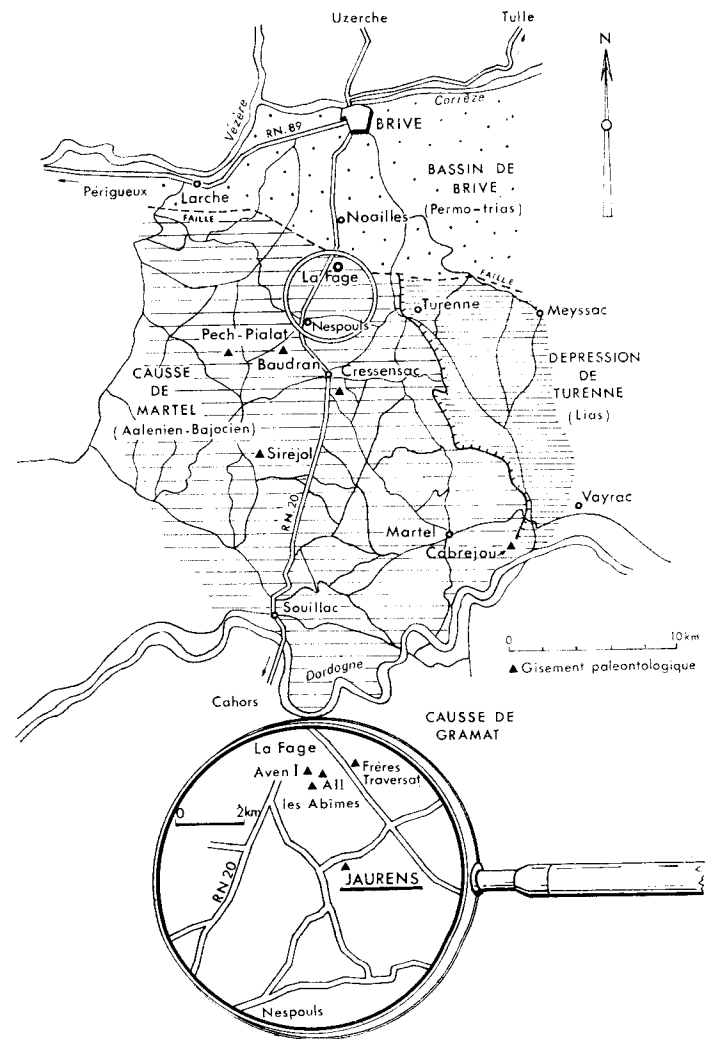 Uzerche
Tulle
N
Vézère
Corrèze
RN. 89
BRIVE
BASSIN DE
BRIVE
(Permo-trias)
Périgueux
Larche
FAILLE
Noailles
La Fage
FAILLE
Turenne
Meyssac
Nespouls
Pech-Pialat
Baudran
Cressensac
CAUSSE
DE
MARTEL
(Aalenien-Bajocien)
DEPRESSION
DE
TURENNE
(Lias)
Siréjol
RN. 20
Vayrac
Martel
Cabrejou
Souillac
0 10 km
▲ Gisement paleontologique
Dordogne
Cahors
CAUSSE DE
GRAMAT
La Fage
Aven I
AII
Frères
Traversat
les Abîmes
0 2km
RN 20
JAURENS
Nespouls